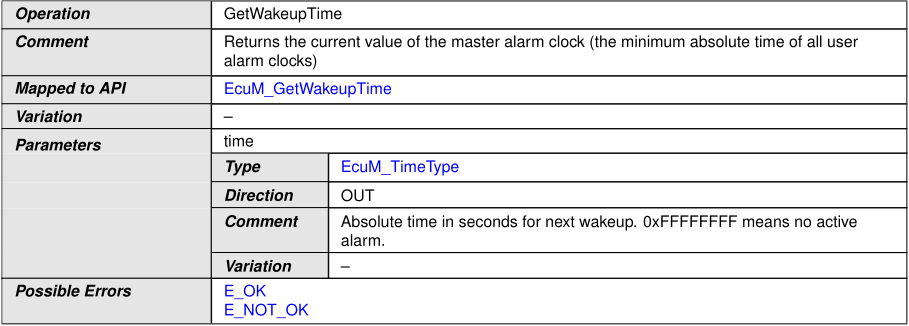 Operation GetWakeupTime
Comment Returns the current value of the master alarm clock (the minimum absolute time of all user
alarm clocks)
Mapped to API EcuM_GetWakeupTime
Variation –
Parameters time
Type EcuM_TimeType
Direction OUT
Comment Absolute time in seconds for next wakeup. 0xFFFFFFFF means no active
alarm.
Variation –
Possible Errors E_OK
E_NOT_OK